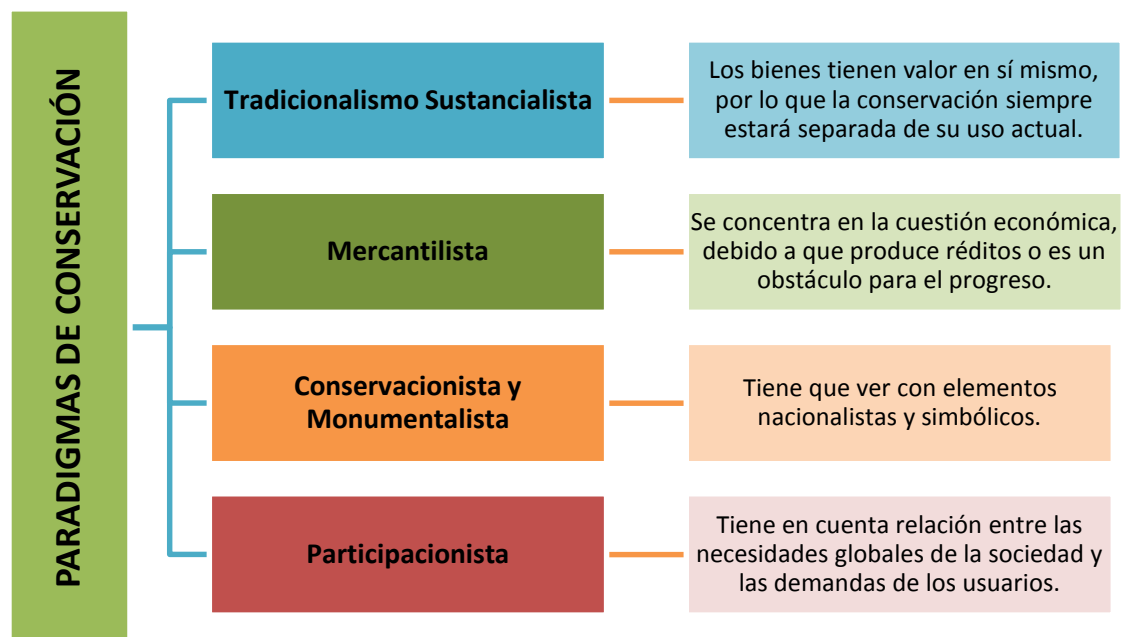 PARADIGMAS DE CONSERVACIÓN
Tradicionalismo Sustancialista
Los bienes tienen valor en sí mismo,
por lo que la conservación siempre
estará separada de su uso actual.
Mercantilista
Se concentra en la cuestión económica,
debido a que produce réditos o es un
obstáculo para el progreso.
Conservacionista y
Monumentalista
Tiene que ver con elementos
nacionalistas y simbólicos.
Participacionista
Tiene en cuenta relación entre las
necesidades globales de la sociedad y
las demandas de los usuarios.